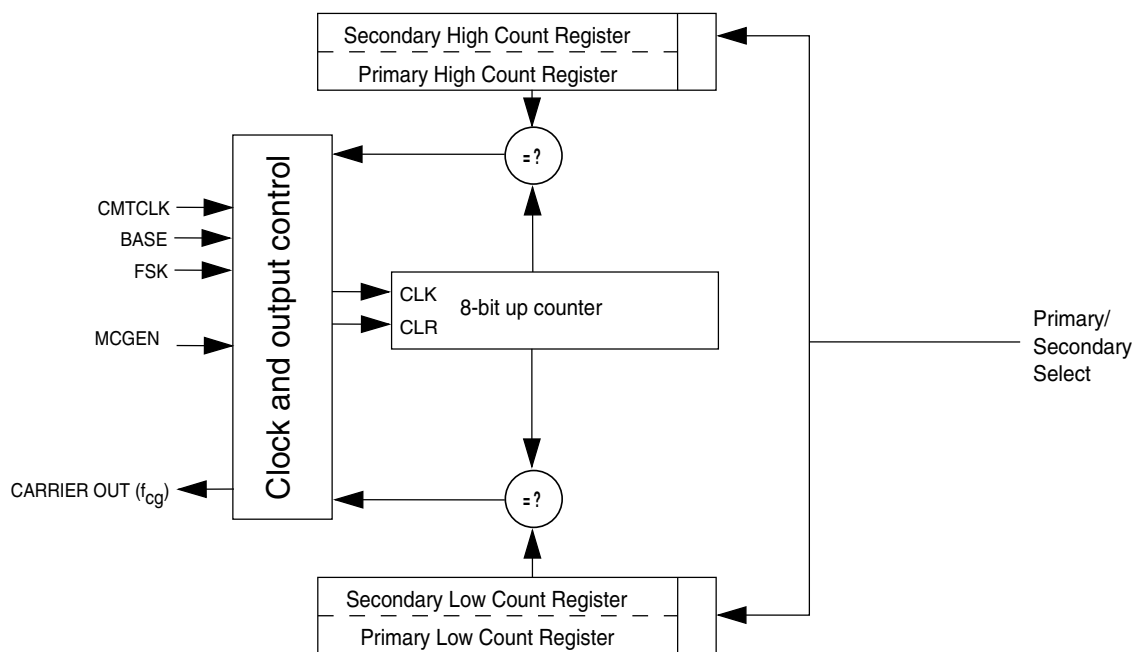 Secondary High Count Register
Primary High Count Register
= ?
Clock and output control
CMTCLK
BASE
FSK
MCGEN
CLK
CLR
8-bit up counter
Primary/
Secondary
Select
CARRIER OUT (fcg)
= ?
Secondary Low Count Register
Primary Low Count Register